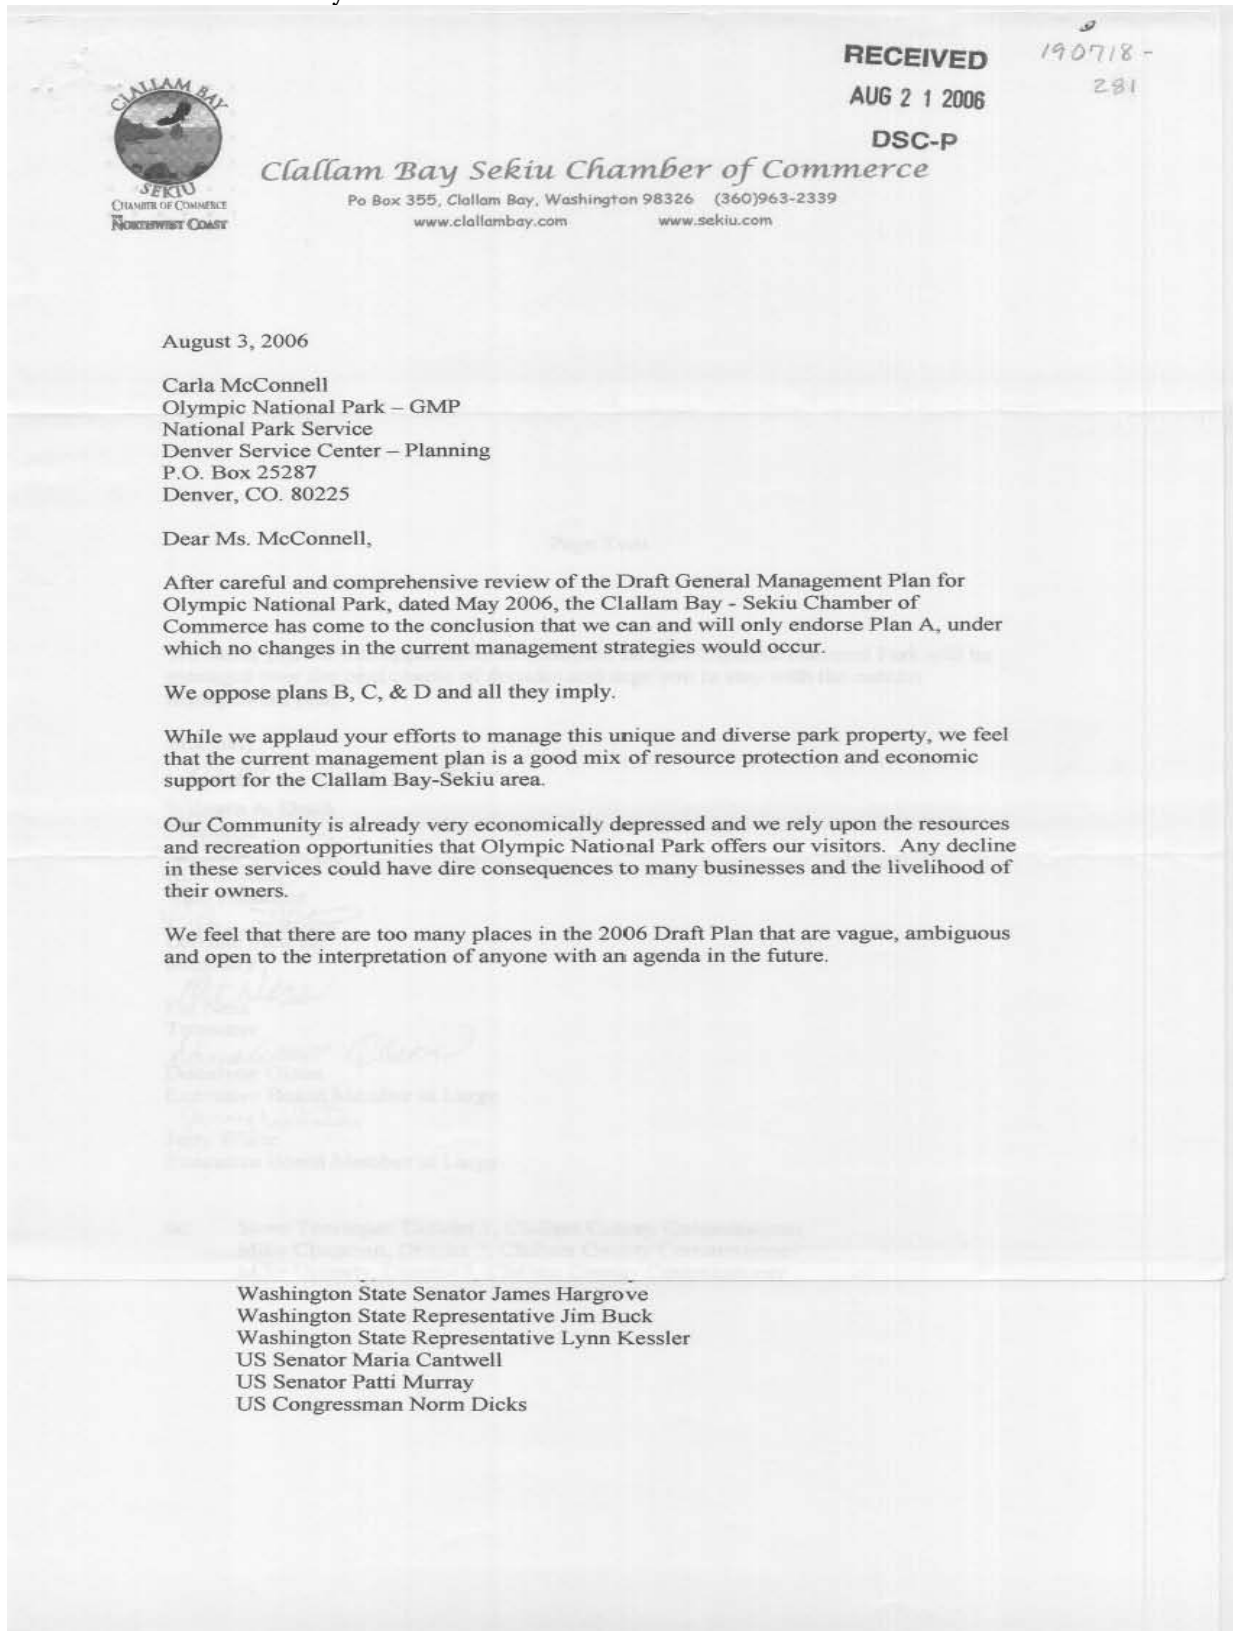 RECEIVED
AUG 2 1 2006
DSC-P
190718-
281
CLALLAM BAY
SEKIU
CHAMBER OF COMMERCE
THE
NORTHWEST COAST
Clallam Bay Sekiu Chamber of Commerce
Po Box 355, Clallam Bay, Washington 98326 (360)963-2339
www.clallambay.com www.sekiu.com
August 3, 2006
Carla McConnell
Olympic National Park – GMP
National Park Service
Denver Service Center – Planning
P.O. Box 25287
Denver, CO. 80225
Dear Ms. McConnell,
Page Two
After careful and comprehensive review of the Draft General Management Plan for
Olympic National Park, dated May 2006, the Clallam Bay - Sekiu Chamber of
Commerce has come to the conclusion that we can and will only endorse Plan A, under
which no changes in the current management strategies would occur.
We oppose plans B, C, & D and all they imply.
While we applaud your efforts to manage this unique and diverse park property, we feel
that the current management plan is a good mix of resource protection and economic
support for the Clallam Bay-Sekiu area.
Our Community is already very economically depressed and we rely upon the resources
and recreation opportunities that Olympic National Park offers our visitors. Any decline
in these services could have dire consequences to many businesses and the livelihood of
their owners.
We feel that there are too many places in the 2006 Draft Plan that are vague, ambiguous
and open to the interpretation of anyone with an agenda in the future.
Executive Board Member at Large
Executive Board Member at Large
Washington State Senator James Hargrove
Washington State Representative Jim Buck
Washington State Representative Lynn Kessler
US Senator Maria Cantwell
US Senator Patti Murray
US Congressman Norm Dicks